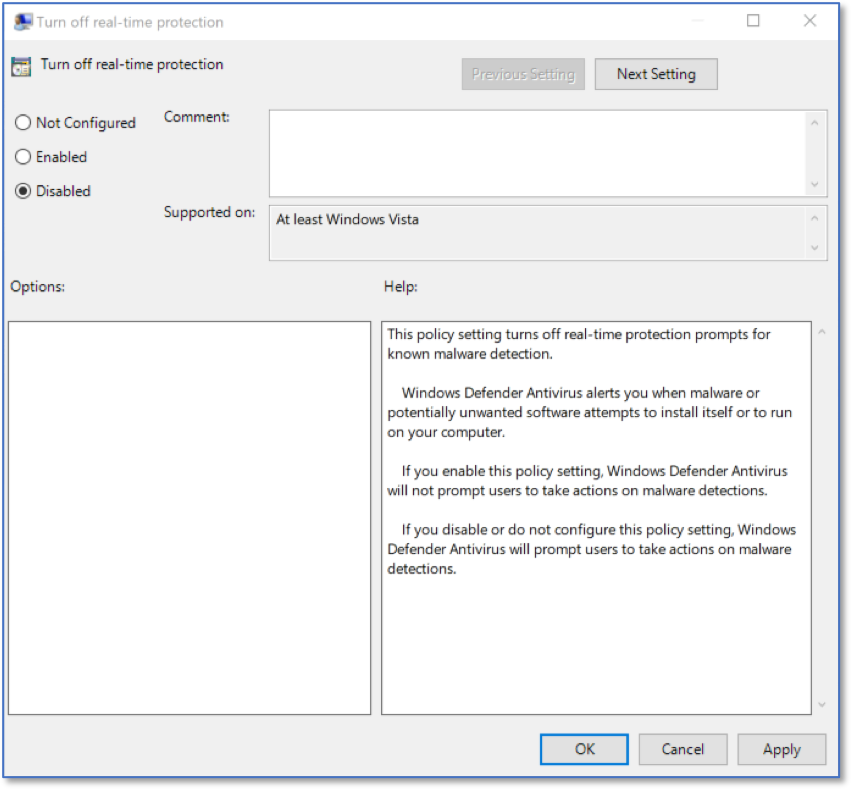 Turn off real-time protection
Turn off real-time protection
Previous Setting
Next Setting
Not Configured
Comment:
Enabled
Disabled
Supported on:
At least Windows Vista
Options:
Help:
This policy setting turns off real-time protection prompts for
known malware detection.
Windows Defender Antivirus alerts you when malware or
potentially unwanted software attempts to install itself or to run
on your computer.
If you enable this policy setting, Windows Defender Antivirus
will not prompt users to take actions on malware detections.
If you disable or do not configure this policy setting, Windows
Defender Antivirus will prompt users to take actions on malware
detections.
OK
Cancel
Apply